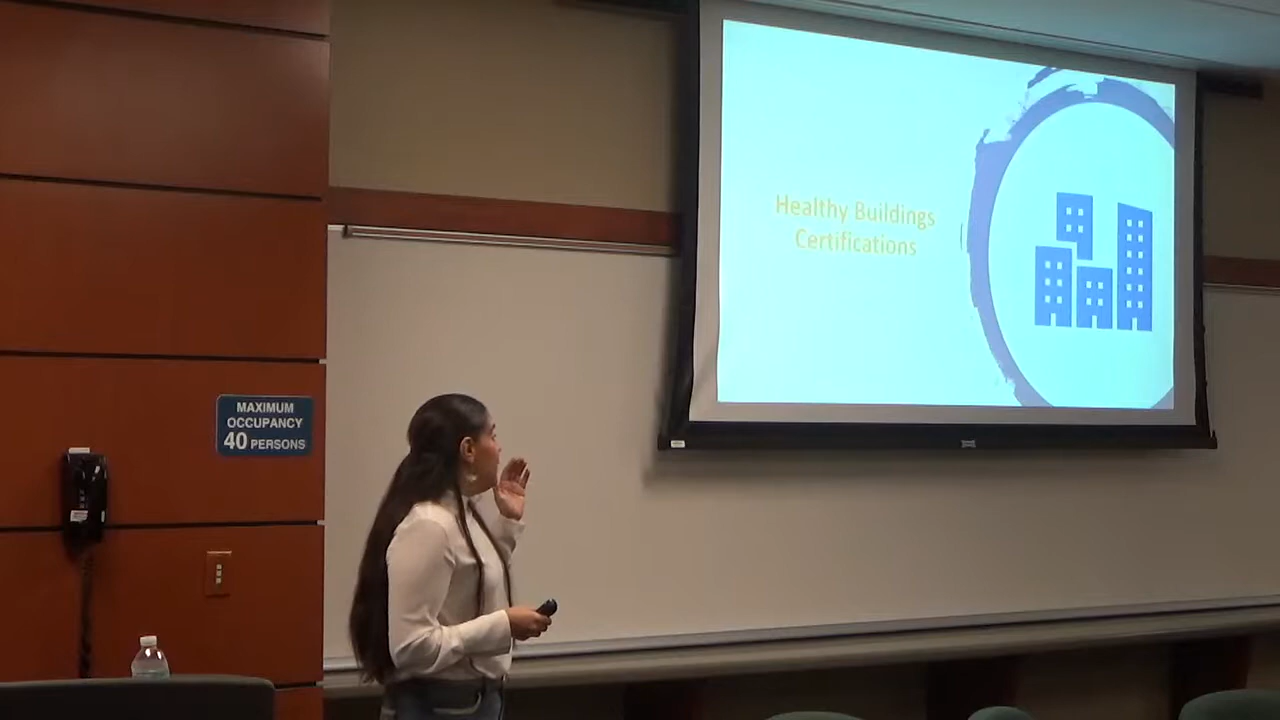 Healthy Buildings
Certifications
MAXIMUM
OCCUPANCY
40 PERSONS